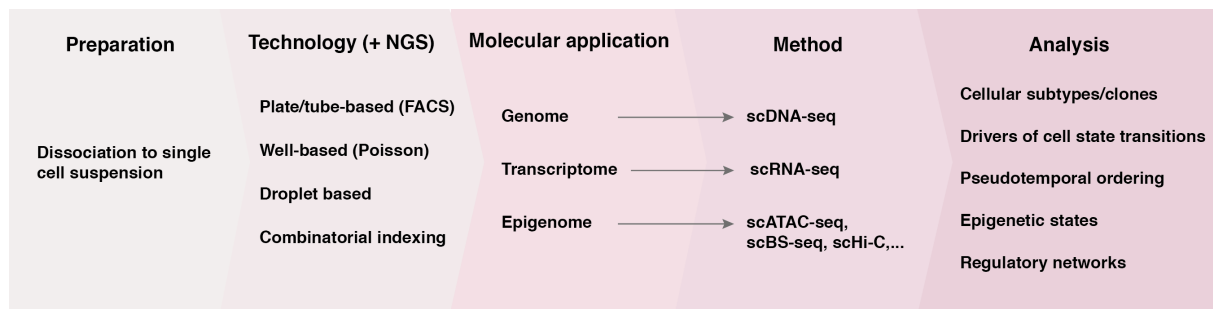 Preparation
Dissociation to single
cell suspension
Technology (+ NGS)
Plate/tube-based (FACS)
Well-based (Poisson)
Droplet based
Combinatorial indexing
Molecular application
Genome
Transcriptome
Epigenome
Method
scDNA-seq
scRNA-seq
scATAC-seq,
scBS-seq, scHi-C,...
Analysis
Cellular subtypes/clones
Drivers of cell state transitions
Pseudotemporal ordering
Epigenetic states
Regulatory networks